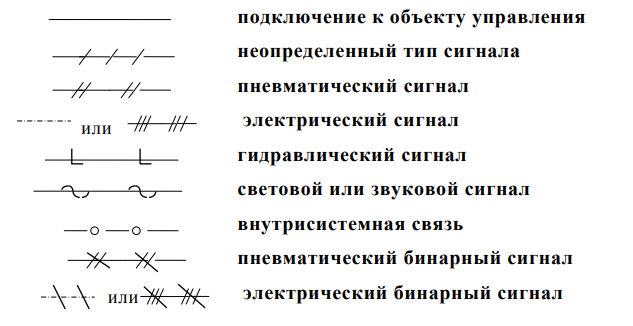 подключение к объекту управления
неопределенный тип сигнала
пневматический сигнал
или электрический сигнал
гидравлический сигнал
световой или звуковой сигнал
внутрисистемная связь
пневматический бинарный сигнал
или электрический бинарный сигнал